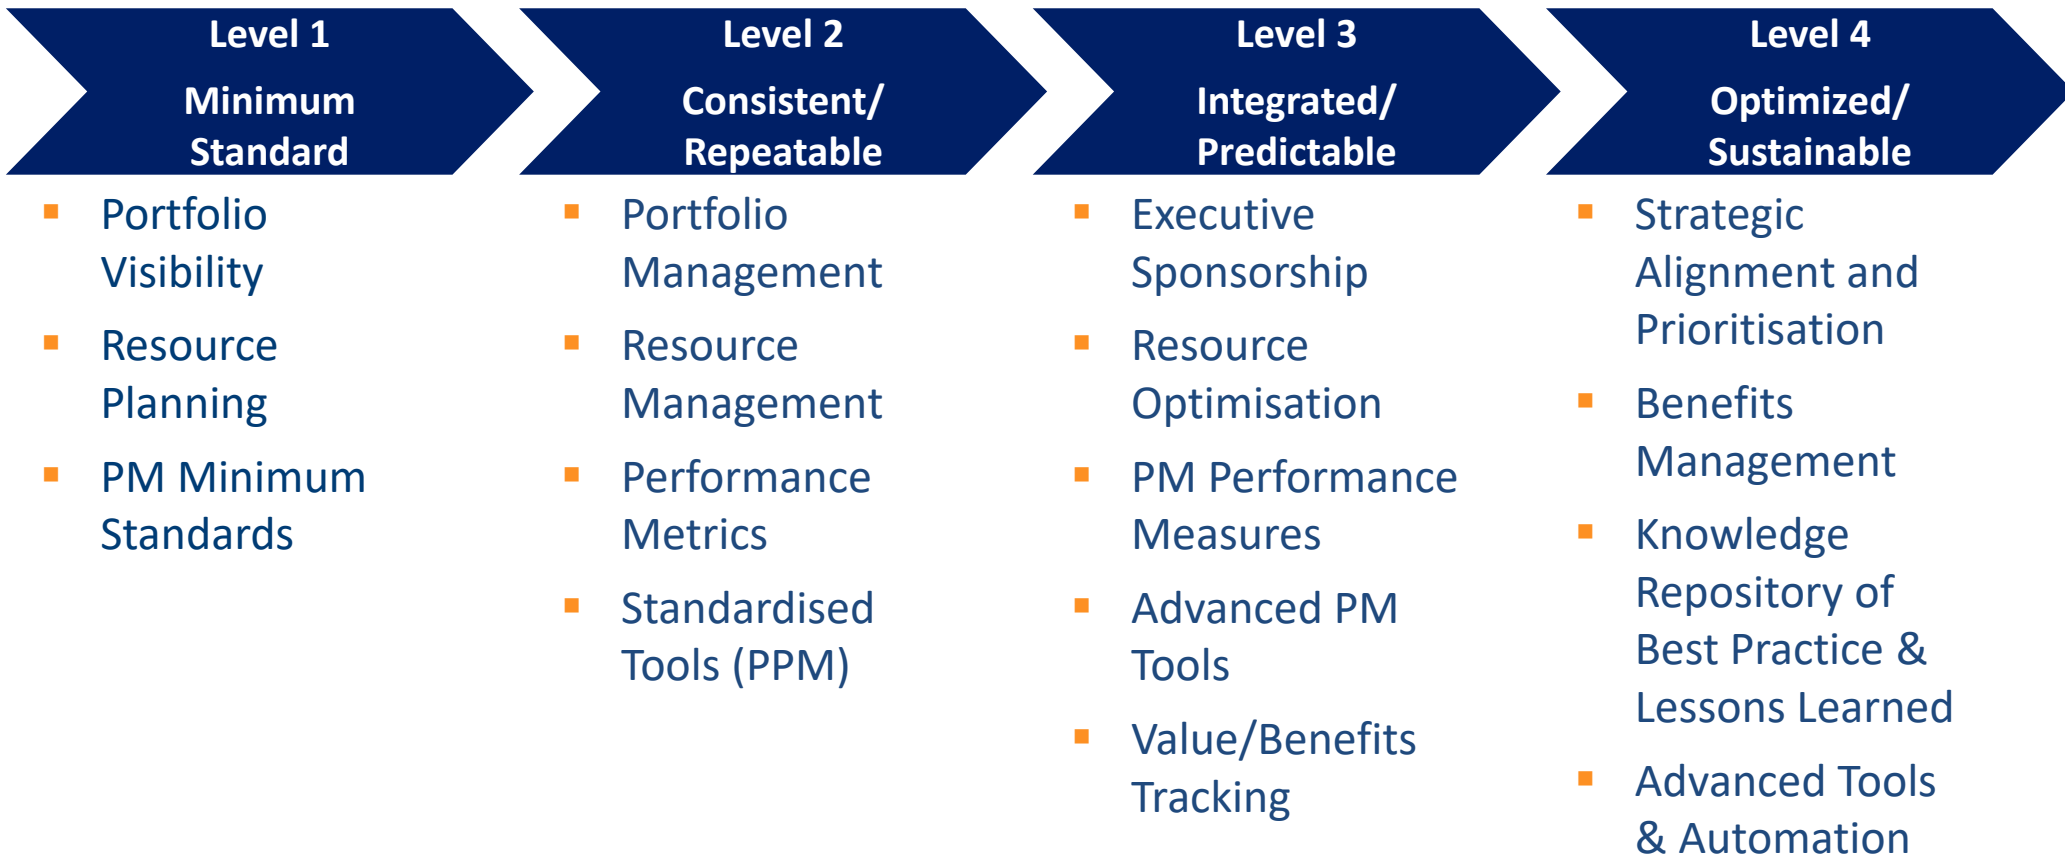 Level 1
Minimum
Standard
Portfolio
Visibility
Resource
Planning
PM Minimum
Standards
Level 2
Consistent/
Repeatable
Portfolio
Management
Resource
Management
Performance
Metrics
Standardised
Tools (PPM)
Level 3
Integrated/
Predictable
Executive
Sponsorship
Resource
Optimisation
PM Performance
Measures
Advanced PM
Tools
Value/Benefits
Tracking
Level 4
Optimized/
Sustainable
Strategic
Alignment and
Prioritisation
Benefits
Management
Knowledge
Repository of
Best Practice &
Lessons Learned
Advanced Tools
& Automation